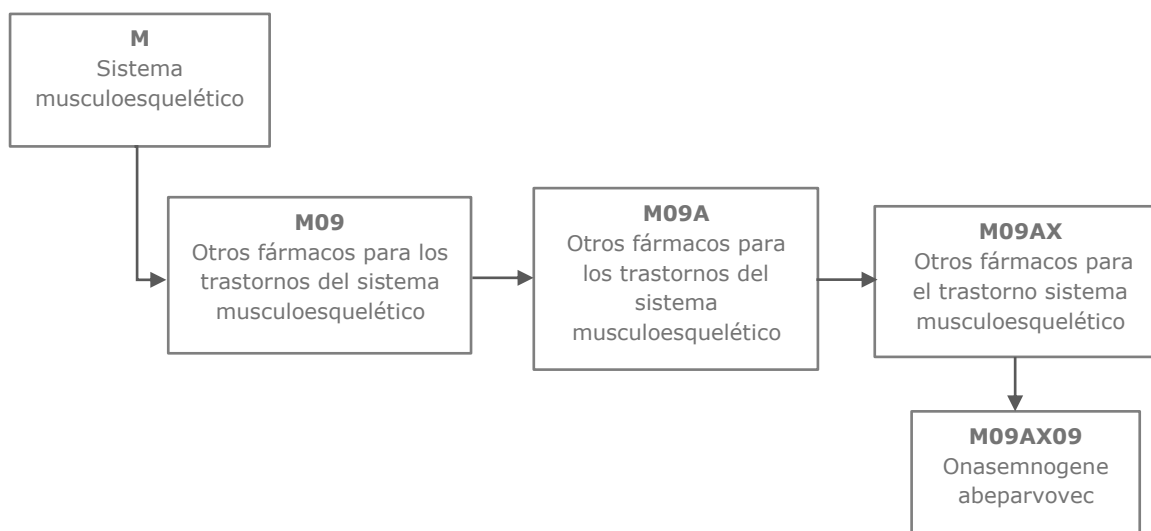 M
Sistema
musculoesquelético
M09
Otros fármacos para los
trastornos del sistema
musculoesquelético
M09A
Otros fármacos para
los trastornos del
sistema
musculoesquelético
M09AX
Otros fármacos para
el trastorno sistema
musculoesquelético
M09AX09
Onasemnogene
abeparvovec